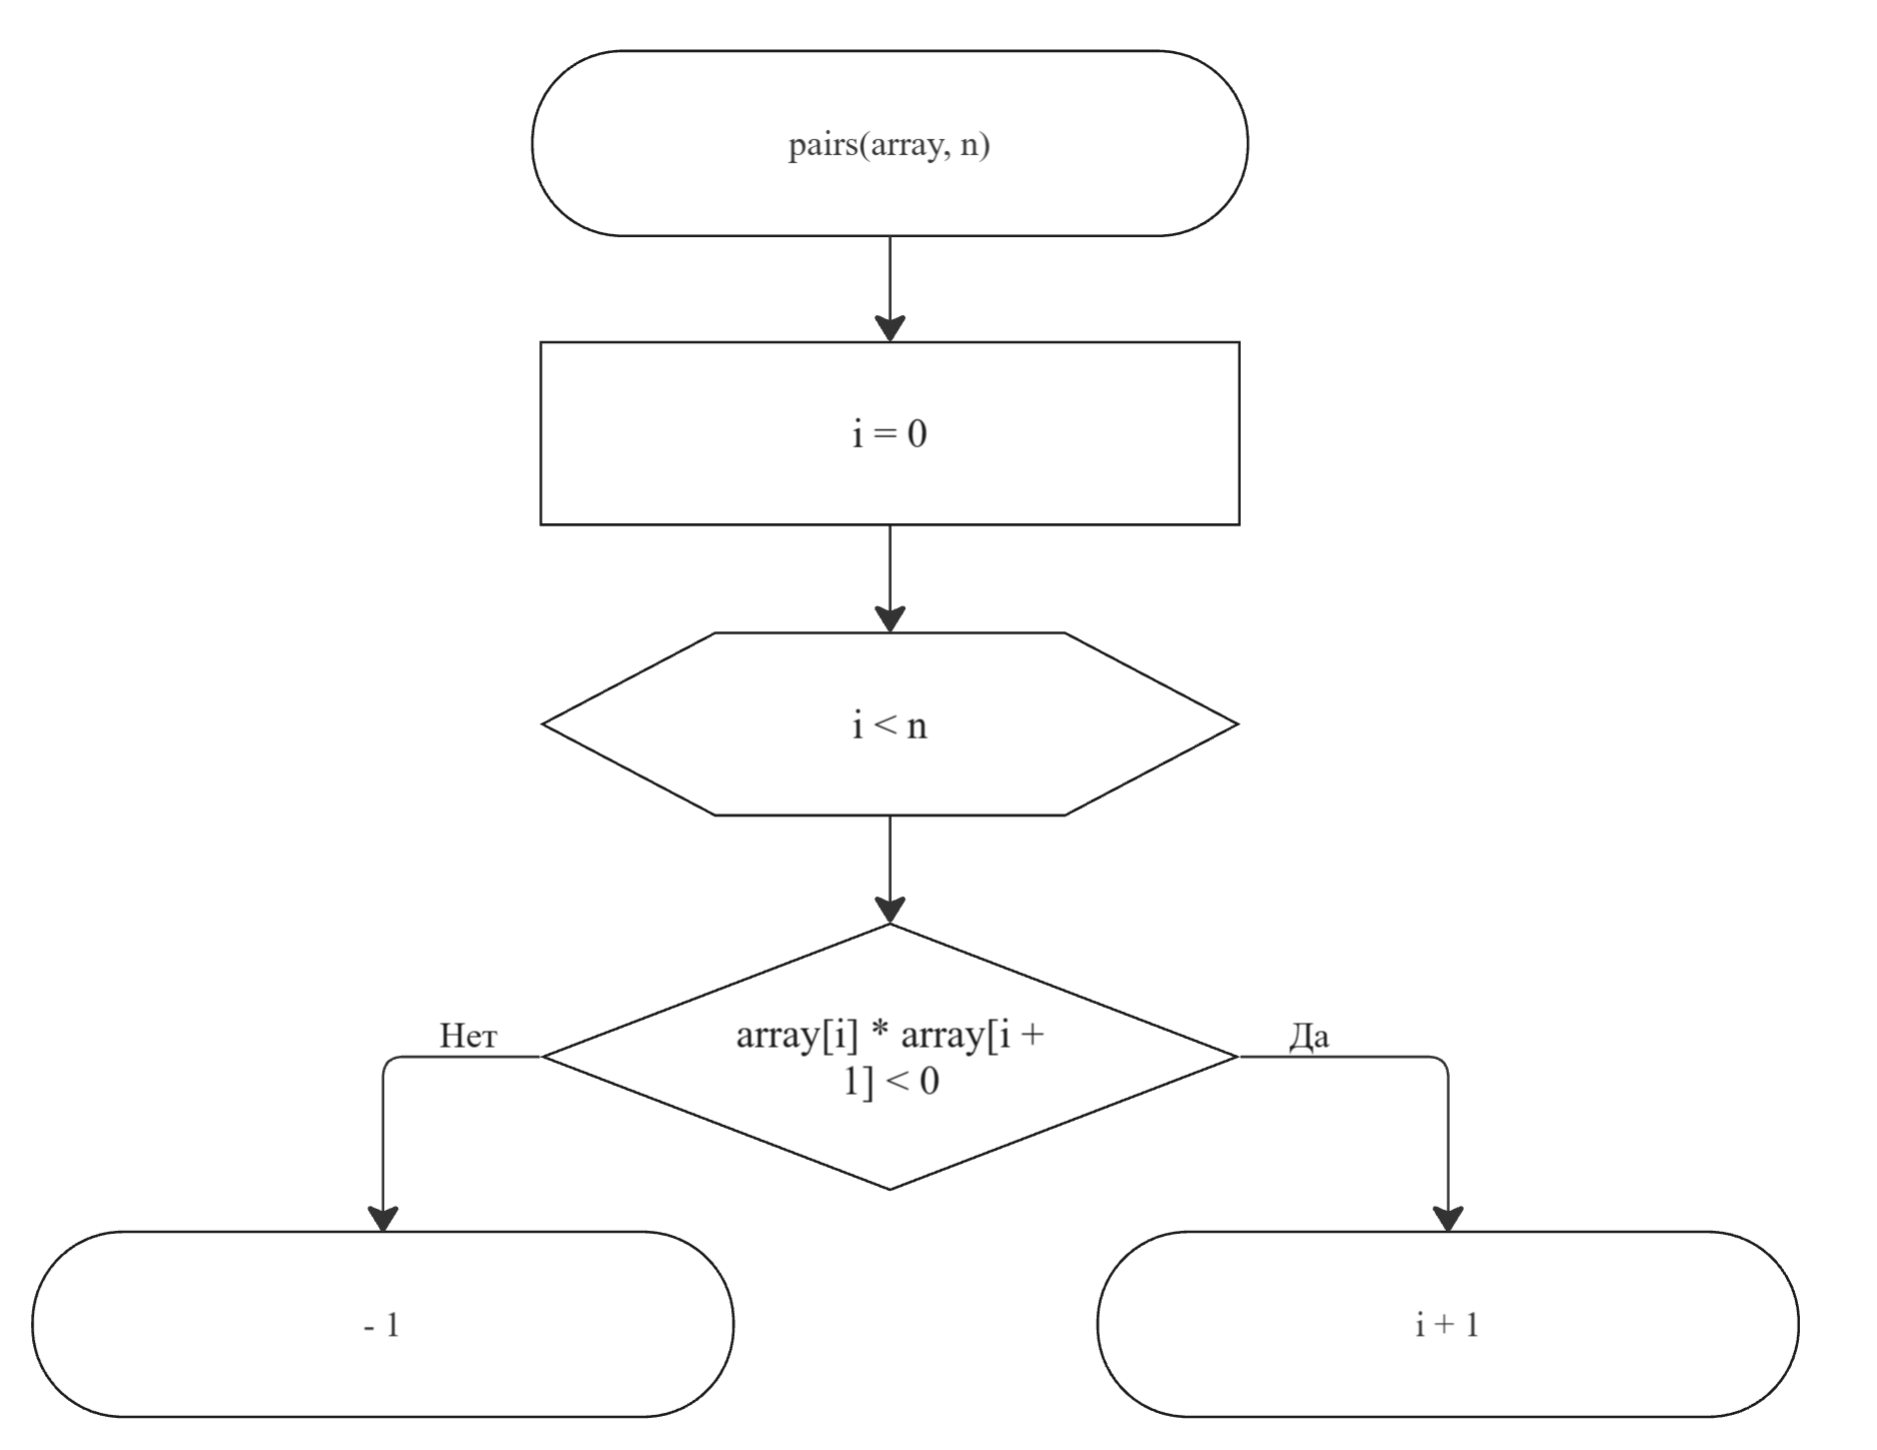 pairs(array, n)
i = 0
i < n
array[i] * array[i +
1] < 0
Нет
Да
- 1
i + 1